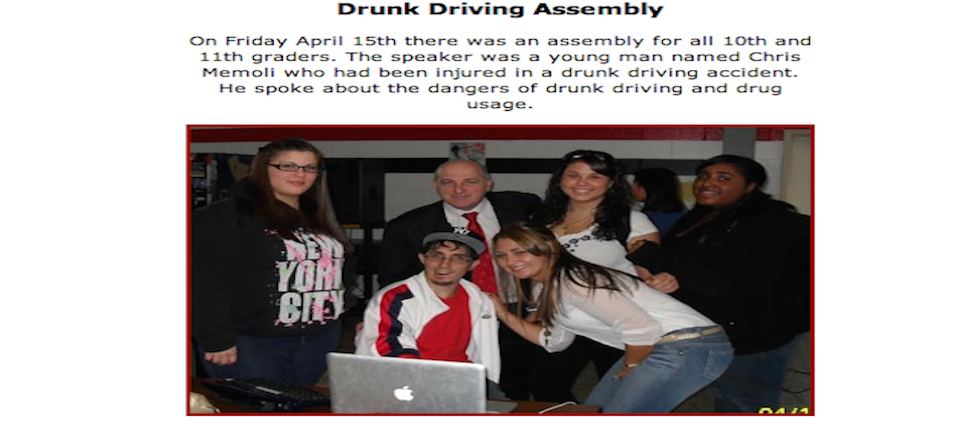 Drunk Driving Assembly
On Friday April 15th there was an assembly for all 10th and
11th graders. The speaker was a young man named Chris
Memoli who had been injured in a drunk driving accident.
He spoke about the dangers of drunk driving and drug
usage.
NEW
YORK
CITY